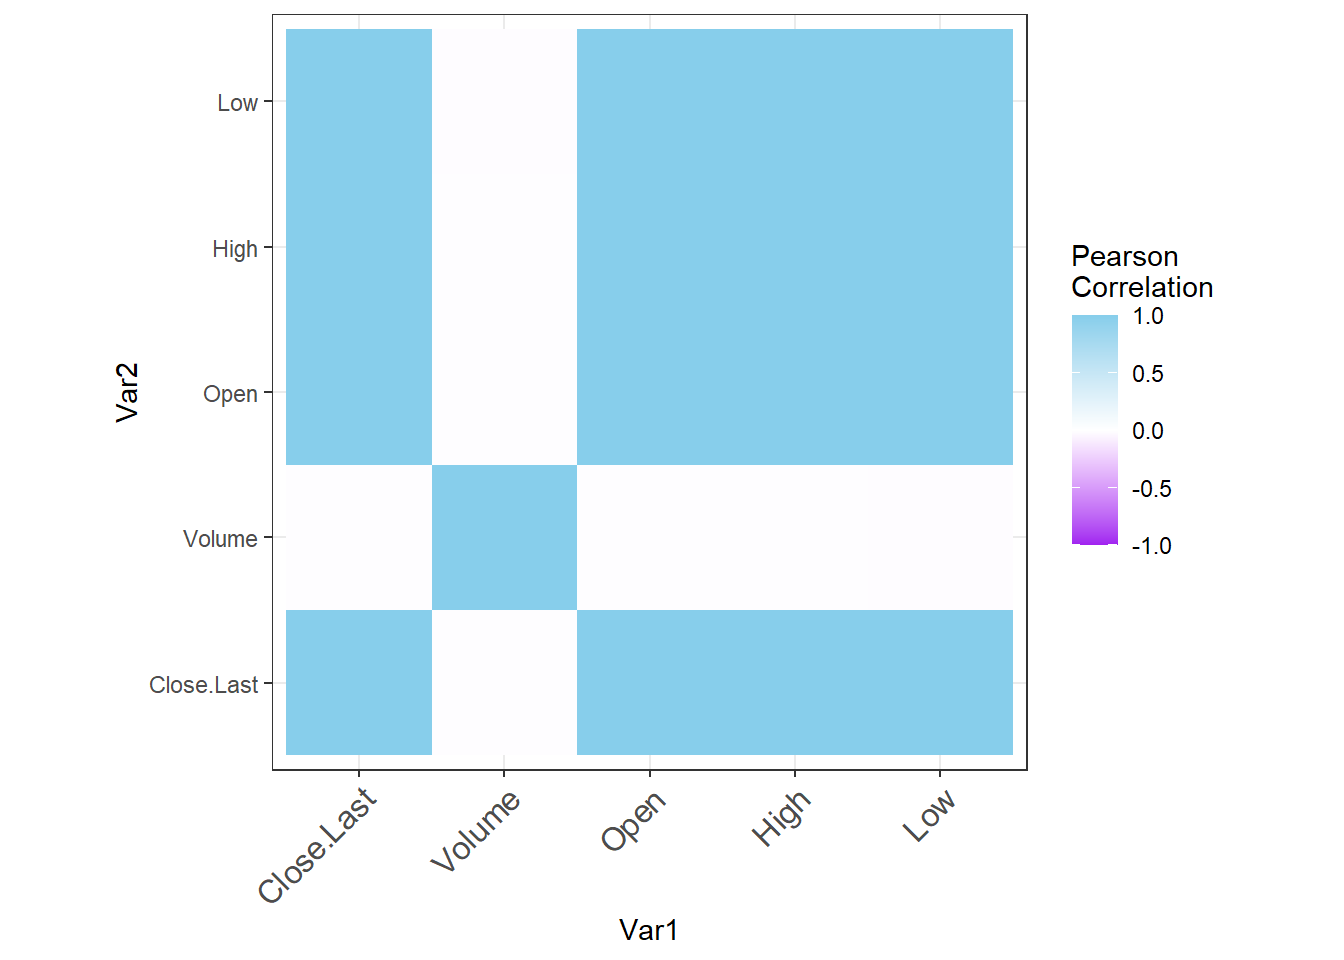 Low
High
Open
Volume
Close.Last
Var2
Close.Last
Volume
Open
High
Low
Var1
Pearson
Correlation
1.0
0.5
0.0
-0.5
-1.0